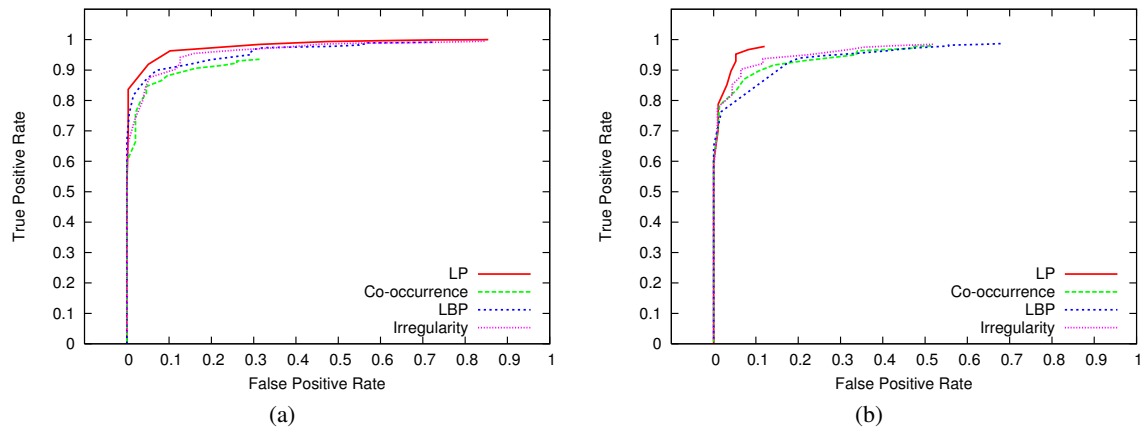 1
0.9
0.8
0.7
0.6
0.5
0.4
0.3
0.2
0.1
0
True Positive Rate
LP
Co-occurrence
LBP
Irregularity
0 0.1 0.2 0.3 0.4 0.5 0.6 0.7 0.8 0.9 1
False Positive Rate
(a)
1
0.9
0.8
0.7
0.6
0.5
0.4
0.3
0.2
0.1
0
True Positive Rate
LP
Co-occurrence
LBP
Irregularity
0 0.1 0.2 0.3 0.4 0.5 0.6 0.7 0.8 0.9 1
False Positive Rate
(b)